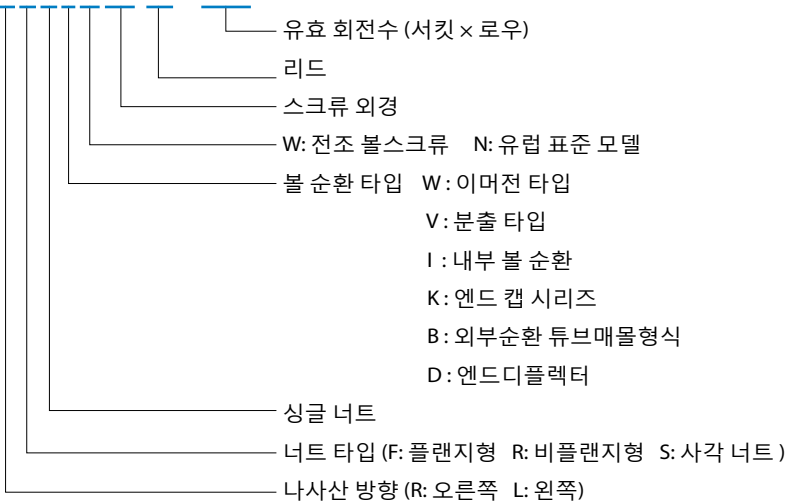 유효 회전수 (서킷 × 로우)
리드
스크류 외경
W: 전조 볼스크류 N: 유럽 표준 모델
볼 순환 타입 W : 이머전 타입
V : 분출 타입
I : 내부 볼 순환
K : 엔드 캡 시리즈
B : 외부순환 튜브매몰형식
D : 엔드디플렉터
싱글 너트
너트 타입 (F: 플랜지형 R: 비플랜지형 S: 사각 너트 )
나사산 방향 (R: 오른쪽 L: 왼쪽)